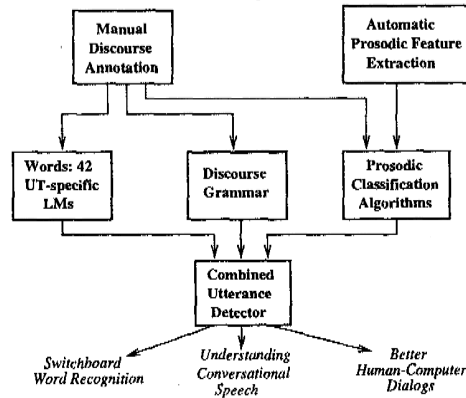 Manual
Discourse
Annotation
Automatic
Prosodic Feature
Extraction
Words: 42
UT-specific
LMs
Discourse
Grammar
Prosodic
Classification
Algorithms
Combined
Utterance
Detector
Switchboard
Word Recognition
Understanding
Conversational
Speech
Better
Human-Computer
Dialogs